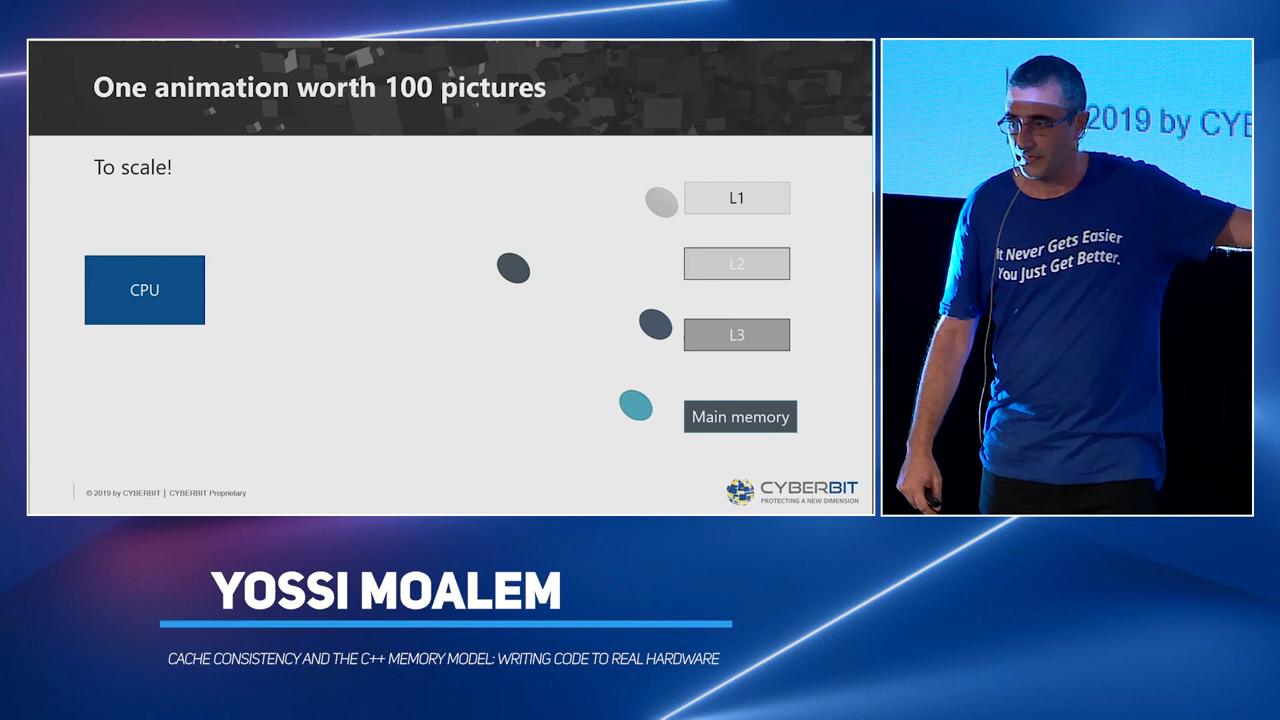 One animation worth 100 pictures
To scale!
CPU
L1
L2
L3
Main memory
© 2019 by CYBERBIT | CYBERBIT Proprietary
CYBERBIT
PROTECTING A NEW DIMENSION
2019 by CYB
It Never Gets Easier
You Just Get Better.
YOSSI MOALEM
CACHE CONSISTENCY AND THE C++ MEMORY MODEL: WRITING CODE TO REAL HARDWARE